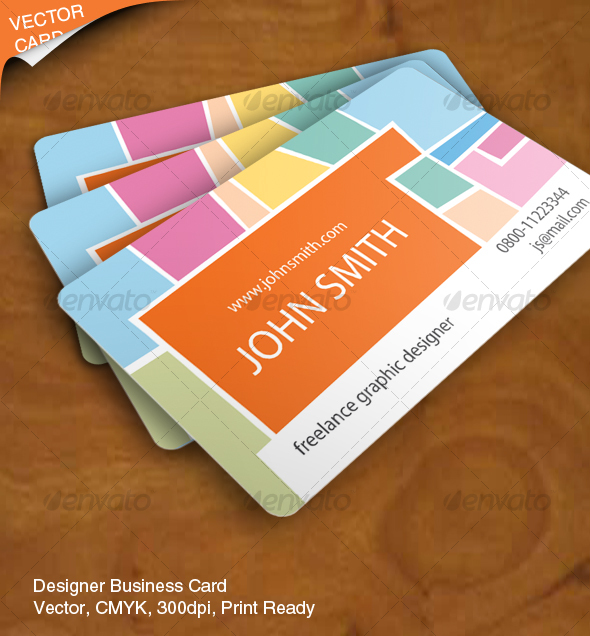 VECTOR
CARD
envato envato envato
www.johnsmith.com
JOHN SMITH
freelance graphic designer
0800-11223344
js@mail.com
envato envato envato
envato envato envato
Designer Business Card
Vector, CMYK, 300dpi, Print Ready